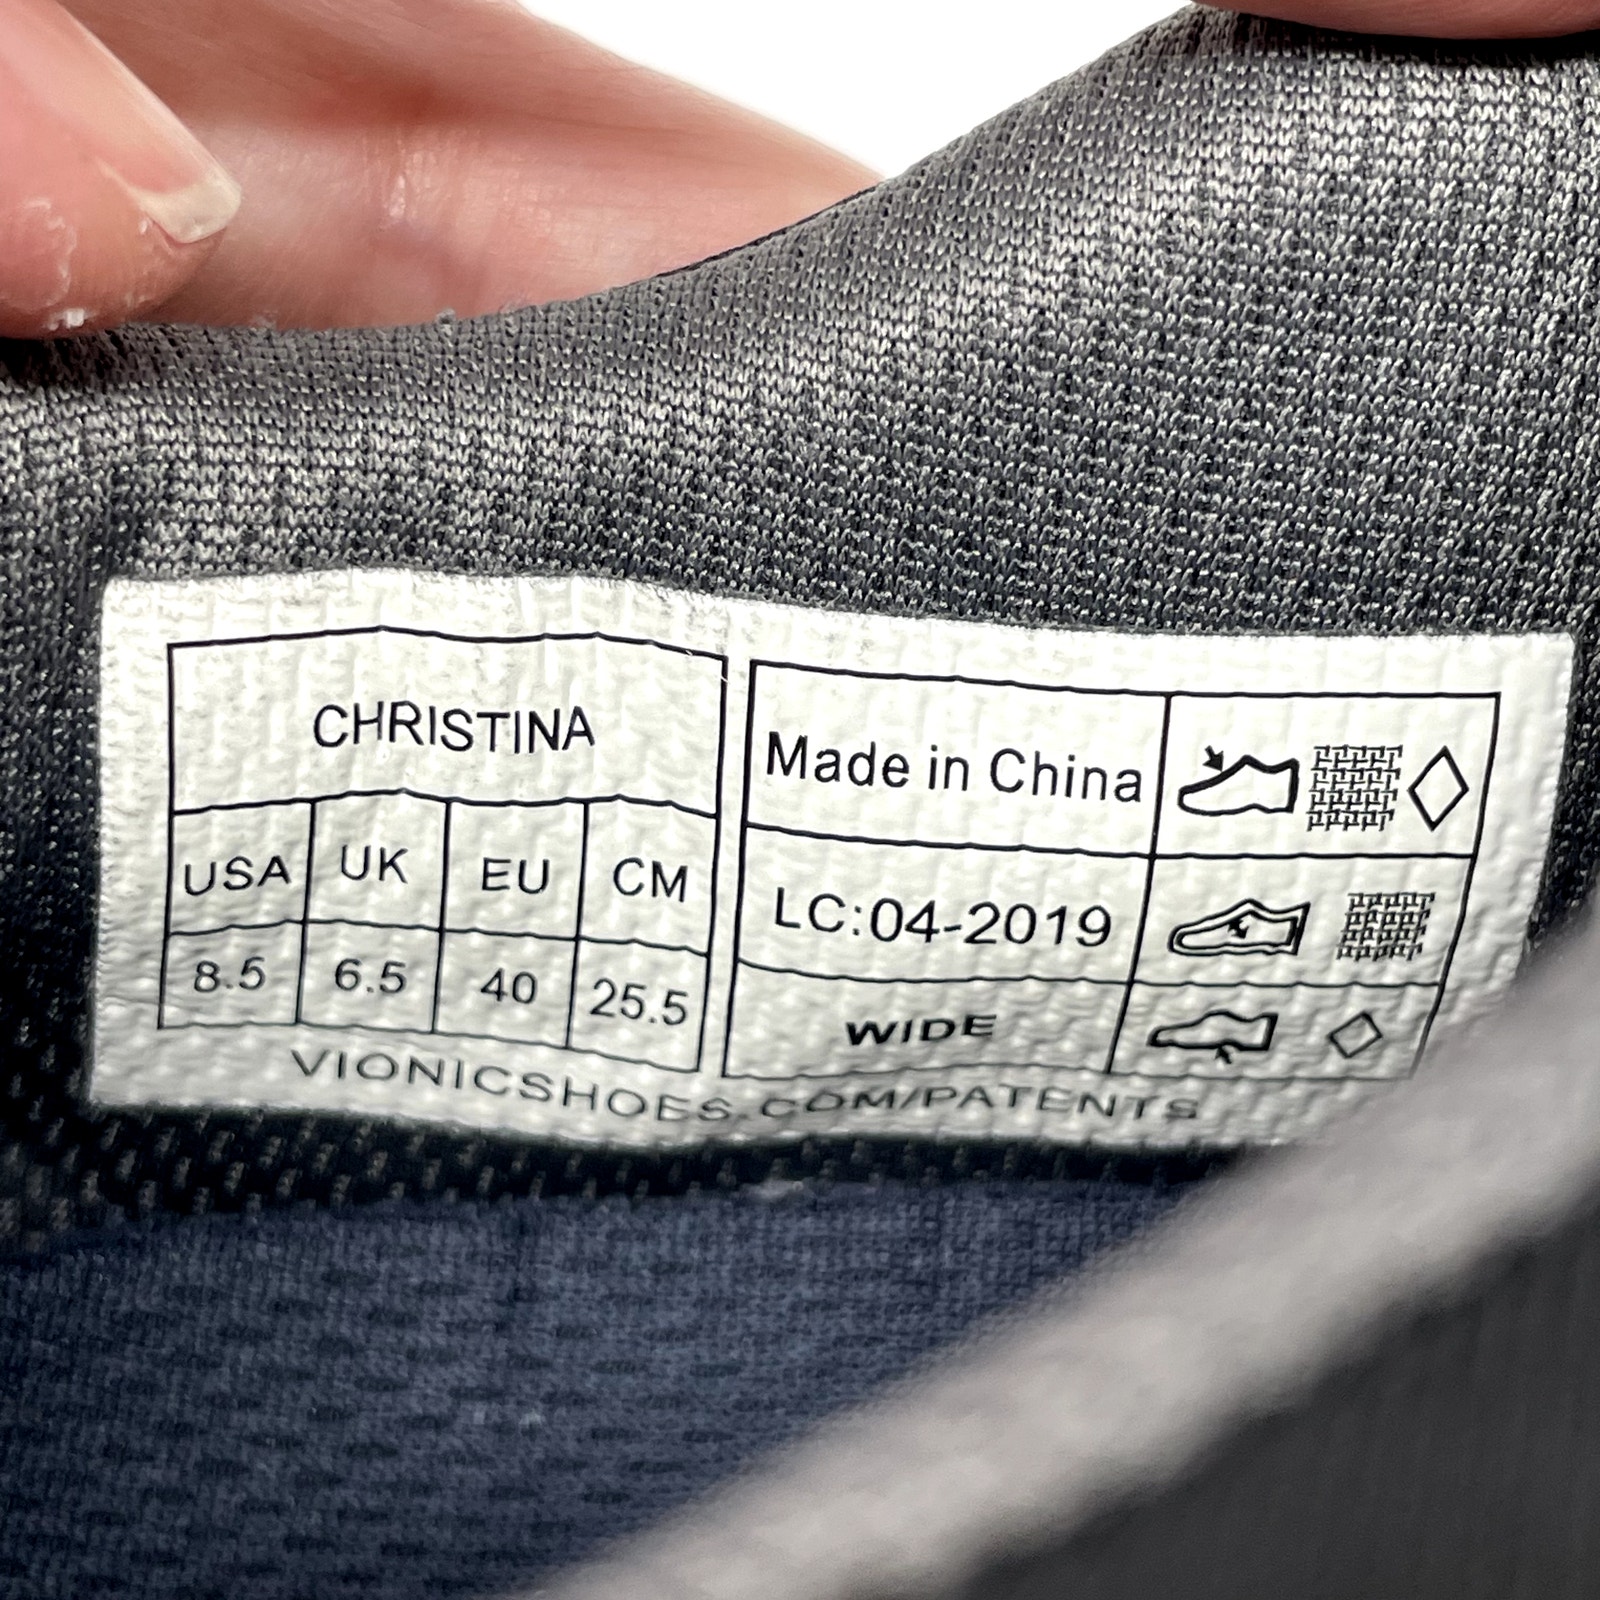 CHRISTINA
USA UK EU CM
8.5 6.5 40 25.5
Made in China
LC:04-2019
WIDE
VIONICSHOES.COM/PATENTS